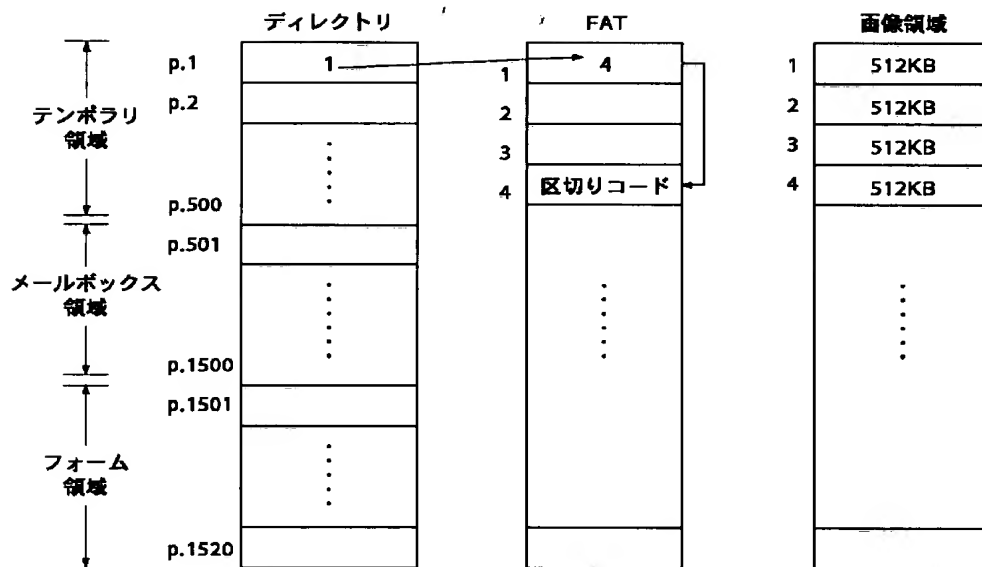 ディレクトリ
FAT
画像領域
p.1
1
1
4
1
512KB
p.2
2
2
512KB
テンポラリ
領域
3
3
512KB
4
区切りコード
4
512KB
p.500
p.501
メールボックス
領域
p.1500
p.1501
フォーム
領域
p.1520